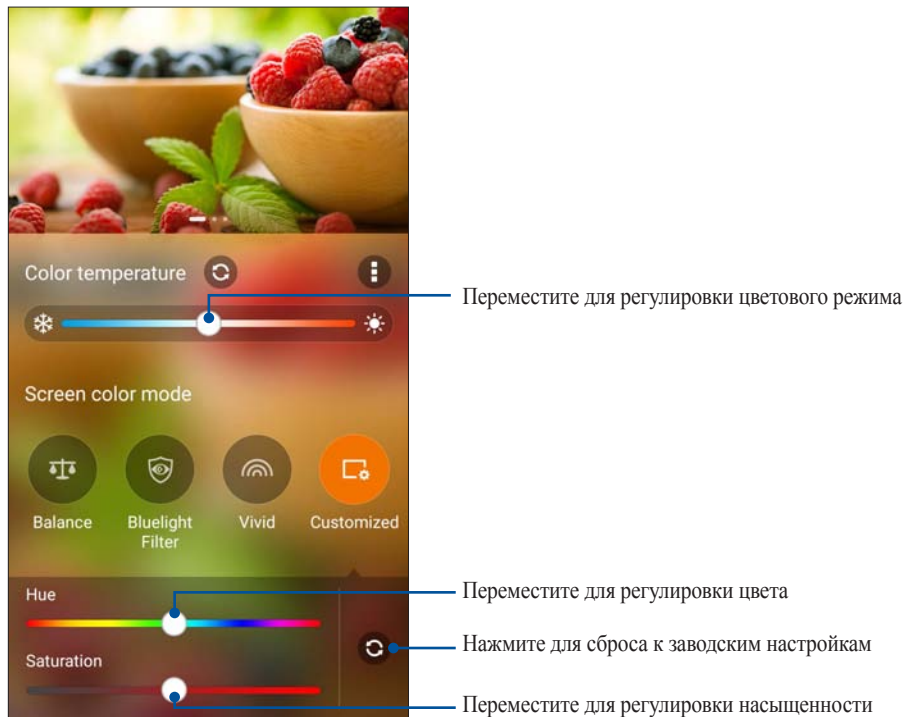 Color temperature
Переместите для регулировки цветового режима
Screen color mode
Balance
Bluelight
Filter
Vivid
Customized
Hue
Переместите для регулировки цвета
Нажмите для сброса к заводским настройкам
Saturation
Переместите для регулировки насыщенности